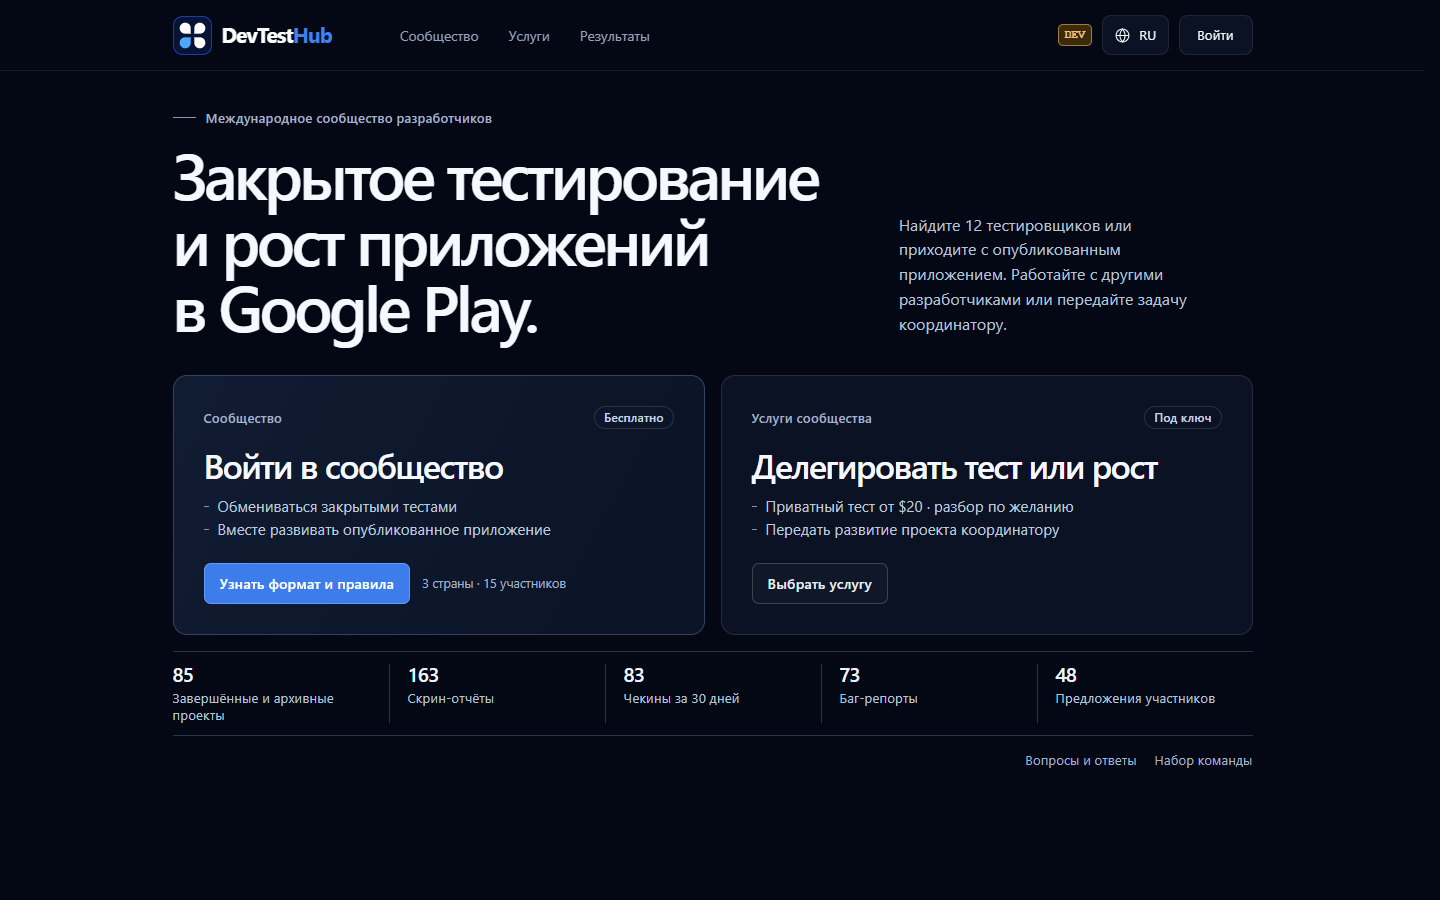 DevTestHub
Сообщество Услуги Результаты
DEV
RU
Войти
Международное сообщество разработчиков
Закрытое тестирование
и рост приложений
в Google Play.
Найдите 12 тестировщиков или
приходите с опубликованным
приложением. Работайте с другими
разработчиками или передайте задачу
координатору.
Сообщество
Бесплатно
Войти в сообщество
- Обмениваться закрытыми тестами
- Вместе развивать опубликованное приложение
Узнать формат и правила
3 страны · 15 участников
Услуги сообщества
Под ключ
Делегировать тест или рост
- Приватный тест от $20 · разбор по желанию
- Передать развитие проекта координатору
Выбрать услугу
85
Завершённые и архивные
проекты
163
Скрин-отчёты
83
Чекины за 30 дней
73
Баг-репорты
48
Предложения участников
Вопросы и ответы
Набор команды